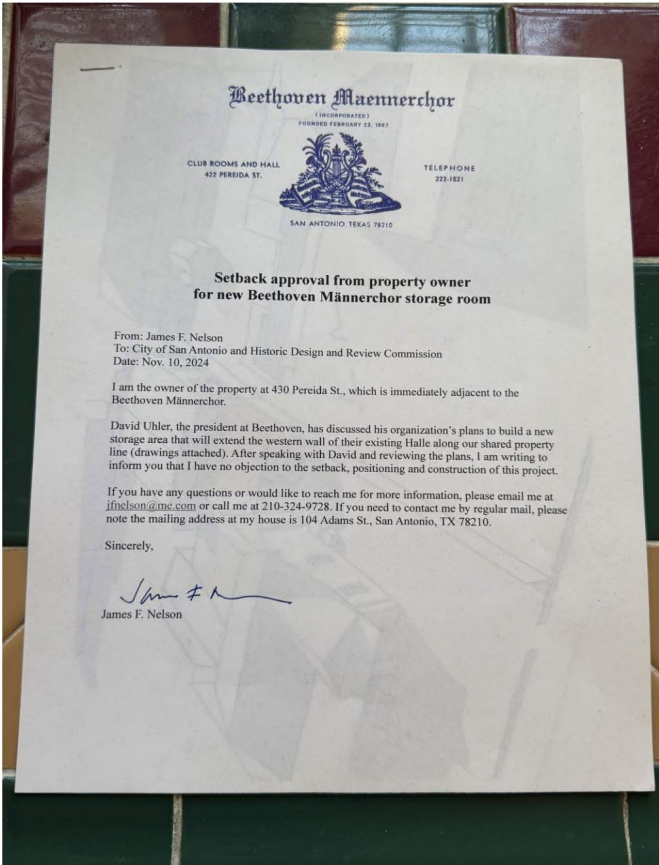 Beethoven Maennerchor
(INCORPORATED)
FOUNDED FEBRUARY 25, 1867
CLUB ROOMS AND HALL
422 PEREIDA ST.
TELEPHONE
222-1521
SAN ANTONIO, TEXAS 78210
Setback approval from property owner
for new Beethoven Männerchor storage room
From: James F. Nelson
To: City of San Antonio and Historic Design and Review Commission
Date: Nov. 10, 2024
I am the owner of the property at 430 Pereida St., which is immediately adjacent to the
Beethoven Männerchor.
David Uhler, the president at Beethoven, has discussed his organization's plans to build a new
storage area that will extend the western wall of their existing Halle along our shared property
line (drawings attached). After speaking with David and reviewing the plans, I am writing to
inform you that I have no objection to the setback, positioning and construction of this project.
If you have any questions or would like to reach me for more information, please email me at
jfnelson@me.com or call me at 210-324-9728. If you need to contact me by regular mail, please
note the mailing address at my house is 104 Adams St., San Antonio, TX 78210.
Sincerely,
James F. Nelson